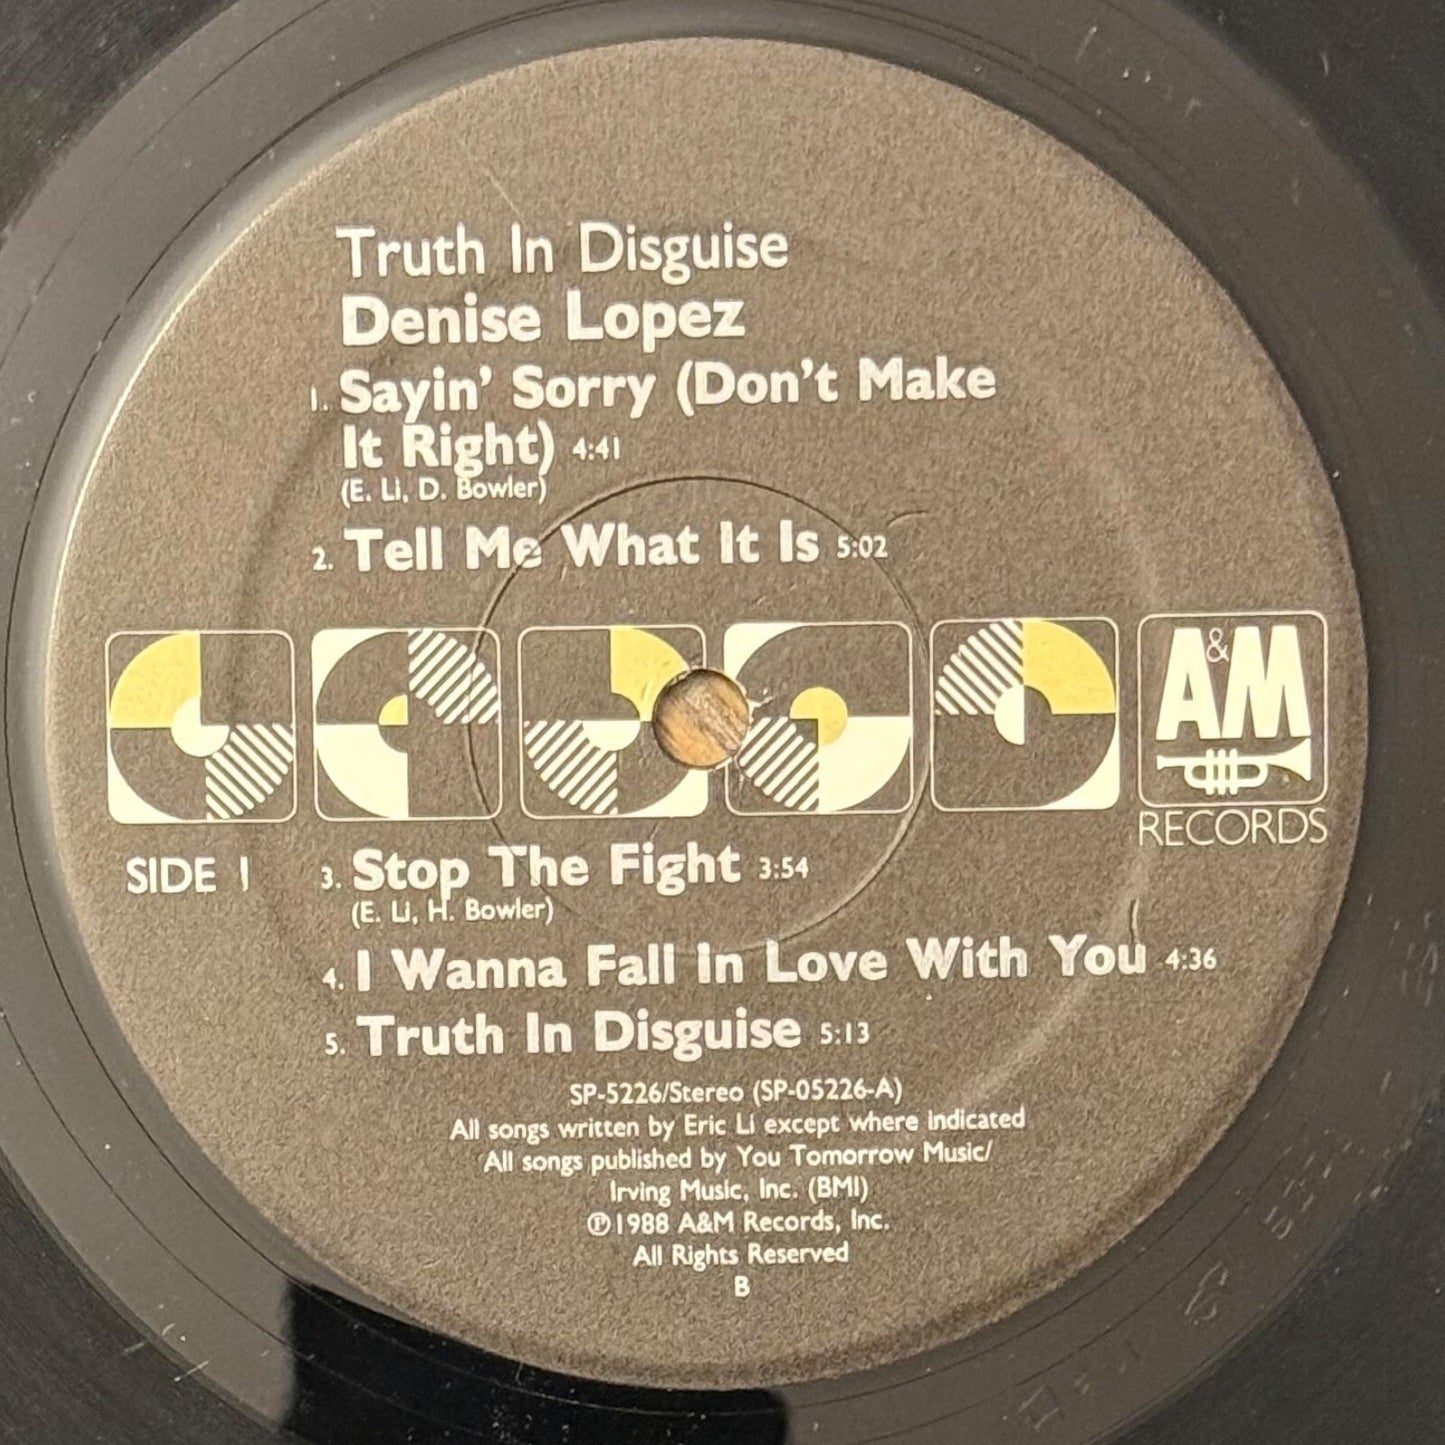 Truth In Disguise
Denise Lopez
1. Sayin' Sorry (Don't Make
It Right) 4:41
(E. Li, D. Bowler)
2. Tell Me What It Is 5:02
A&M
RECORDS
SIDE 1
3. Stop The Fight 3:54
(E. Li, H. Bowler)
4. I Wanna Fall In Love With You 4:36
5. Truth In Disguise 5:13
SP-5226/Stereo (SP-05226-A)
All songs written by Eric Li except where indicated
All songs published by You Tomorrow Music/
Irving Music, Inc. (BMI)
℗1988 A&M Records, Inc.
All Rights Reserved
B